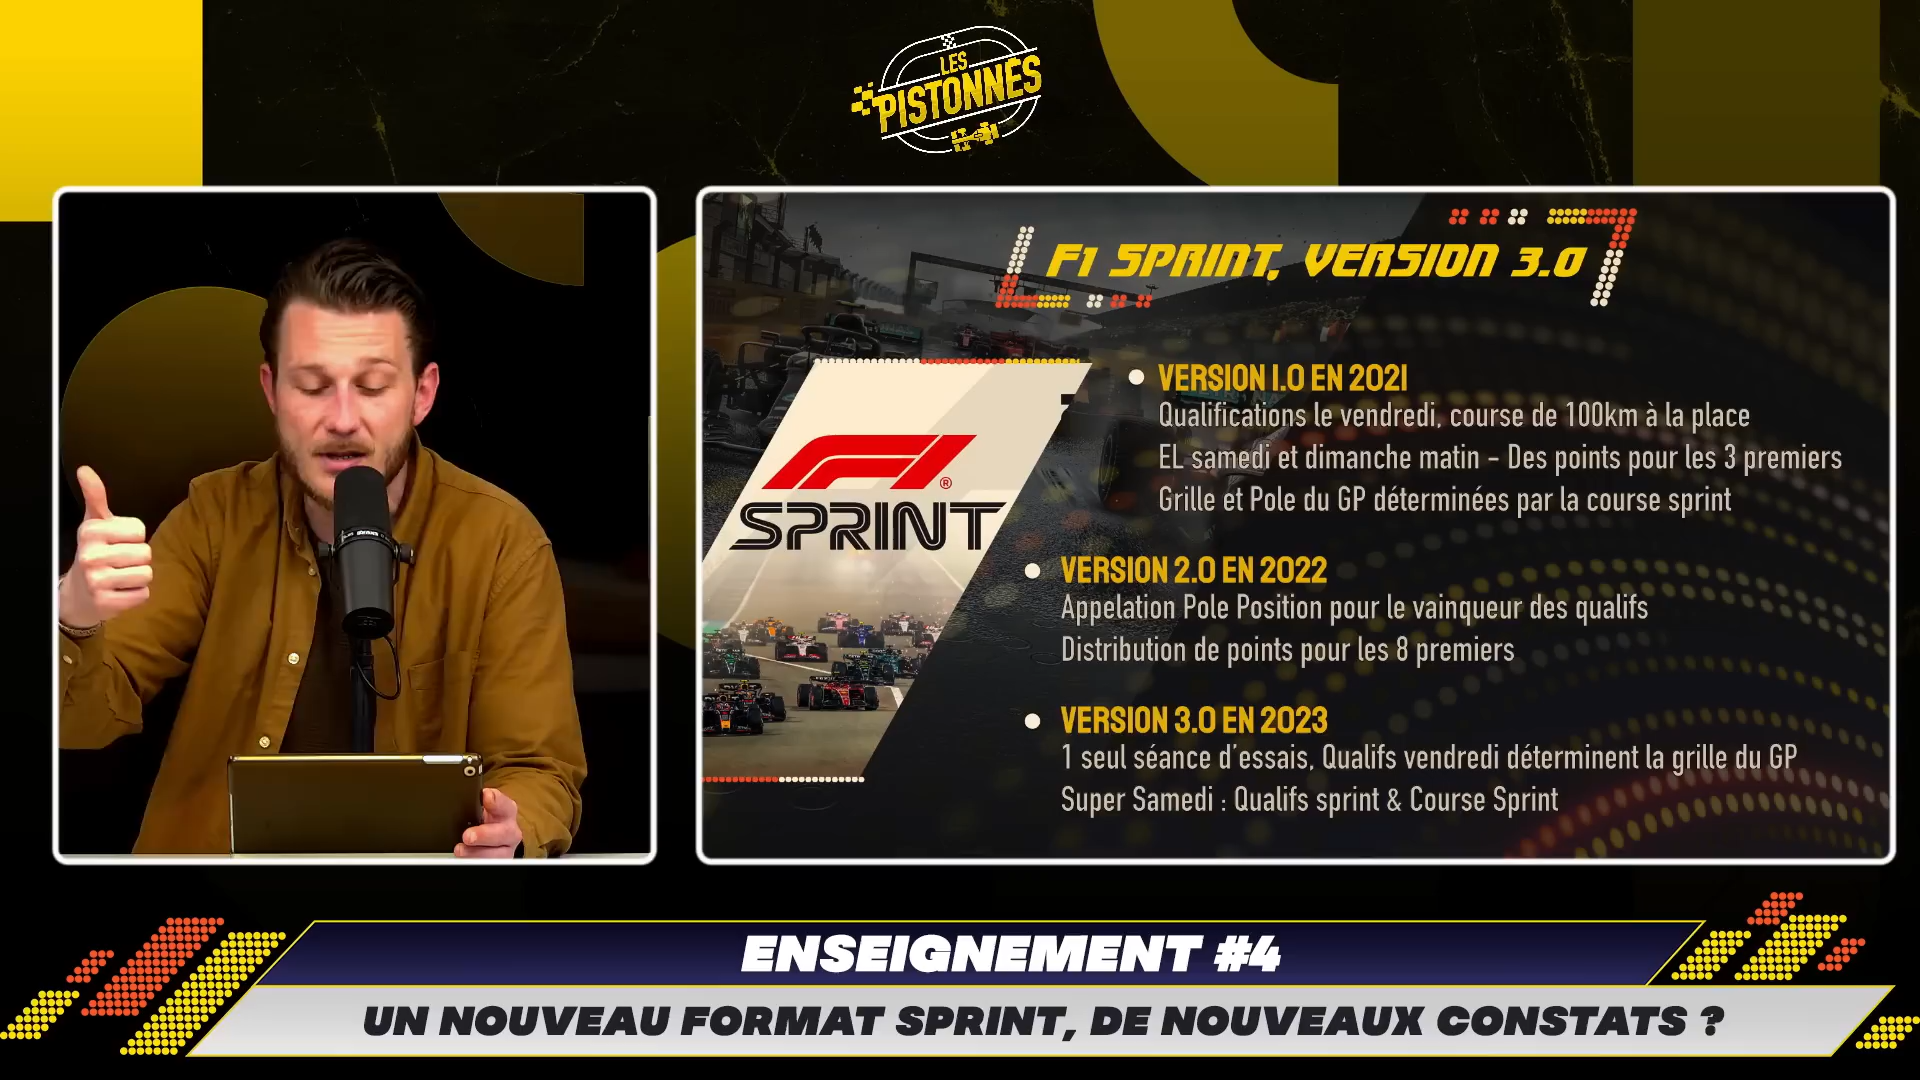 LES
PISTONNÉS
F1 SPRINT, VERSION 3.0
F1 ®
SPRINT
VERSION 1.0 EN 2021
Qualifications le vendredi, course de 100km à la place
EL samedi et dimanche matin - Des points pour les 3 premiers
Grille et Pole du GP déterminées par la course sprint
VERSION 2.0 EN 2022
Appelation Pole Position pour le vainqueur des qualifs
Distribution de points pour les 8 premiers
VERSION 3.0 EN 2023
1 seul séance d'essais, Qualifs vendredi déterminent la grille du GP
Super Samedi : Qualifs sprint & Course Sprint
ENSEIGNEMENT #4
UN NOUVEAU FORMAT SPRINT, DE NOUVEAUX CONSTATS ?